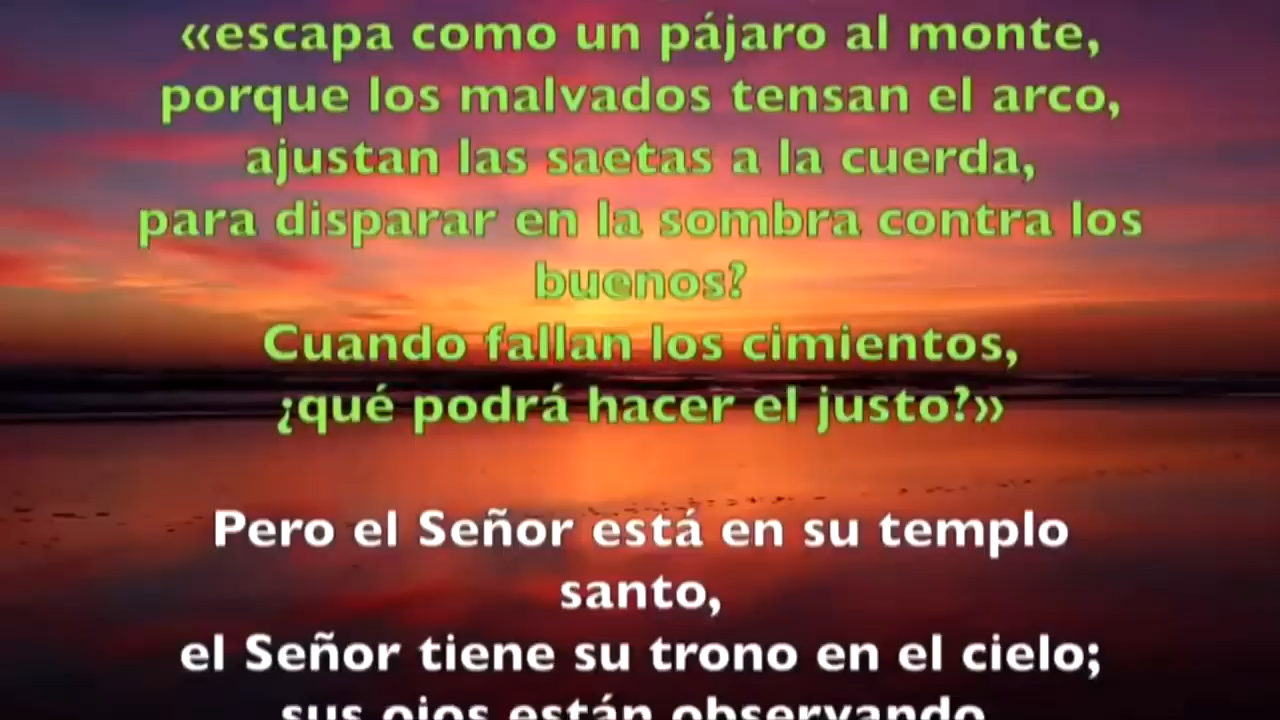 «escapa como un pájaro al monte,
porque los malvados tensan el arco,
ajustan las saetas a la cuerda,
para disparar en la sombra contra los
buenos?
Cuando fallan los cimientos,
¿qué podrá hacer el justo?»
Pero el Señor está en su templo
santo,
el Señor tiene su trono en el cielo;
sus ojos están observando